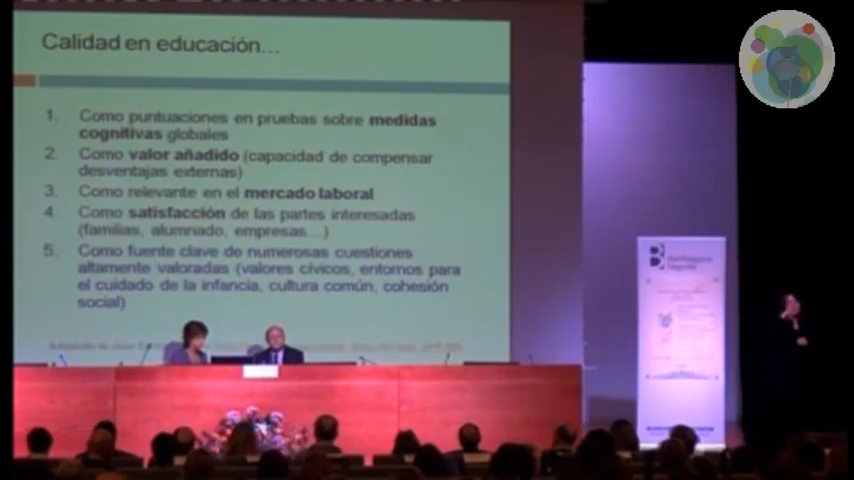 Calidad en educación...
1. Como puntuaciones en pruebas sobre medidas
cognitivas globales
2. Como valor añadido (capacidad de compensar
desventajas externas)
3. Como relevante en el mercado laboral
4. Como satisfacción de las partes interesadas
(familias, alumnado, empresas...)
5. Como fuente clave de numerosas cuestiones
altamente valoradas (valores cívicos, entornos para
el cuidado de la infancia, cultura común, cohesión
social)
Adaptado de
B